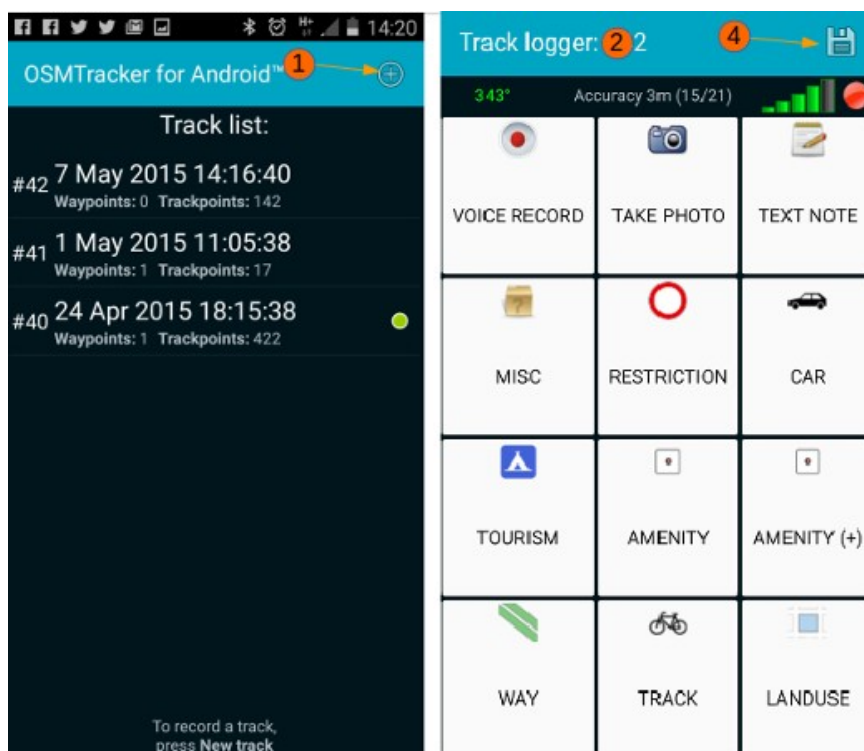 14:20
OSMTracker for Android™ 1
Track list:
#42 7 May 2015 14:16:40
Waypoints: 0 Trackpoints: 142
#41 1 May 2015 11:05:38
Waypoints: 1 Trackpoints: 17
#40 24 Apr 2015 18:15:38
Waypoints: 1 Trackpoints: 422
To record a track,
press New track
Track logger: 2 2 4
343° Accuracy 3m (15/21)
VOICE RECORD TAKE PHOTO TEXT NOTE
MISC RESTRICTION CAR
TOURISM AMENITY AMENITY (+)
WAY TRACK LANDUSE